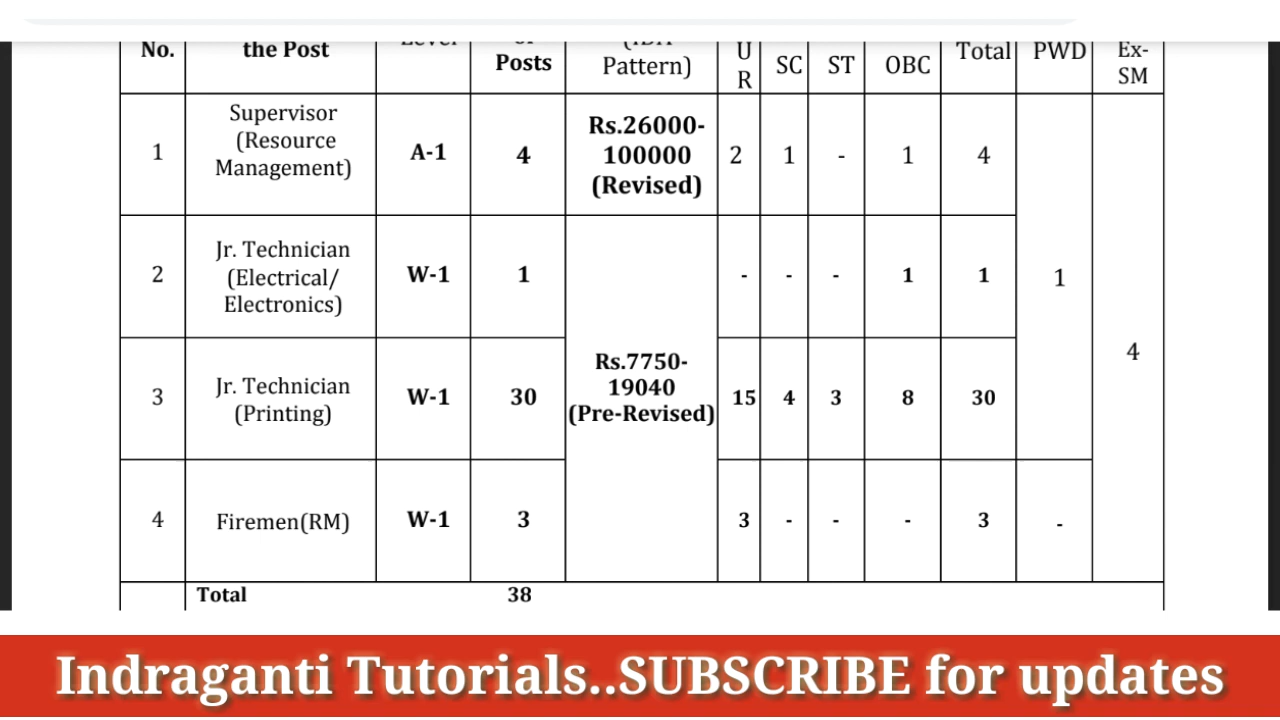 No. the Post Level of Posts (IDA Pattern) U R SC ST OBC Total PWD Ex-SM
1 Supervisor (Resource Management) A-1 4 Rs.26000-100000 (Revised) 2 1 - 1 4
2 Jr. Technician (Electrical/ Electronics) W-1 1 - - - 1 1 1
3 Jr. Technician (Printing) W-1 30 Rs.7750-19040 (Pre-Revised) 15 4 3 8 30 4
4 Firemen(RM) W-1 3 3 - - - 3 -
Total 38
Indraganti Tutorials..SUBSCRIBE for updates